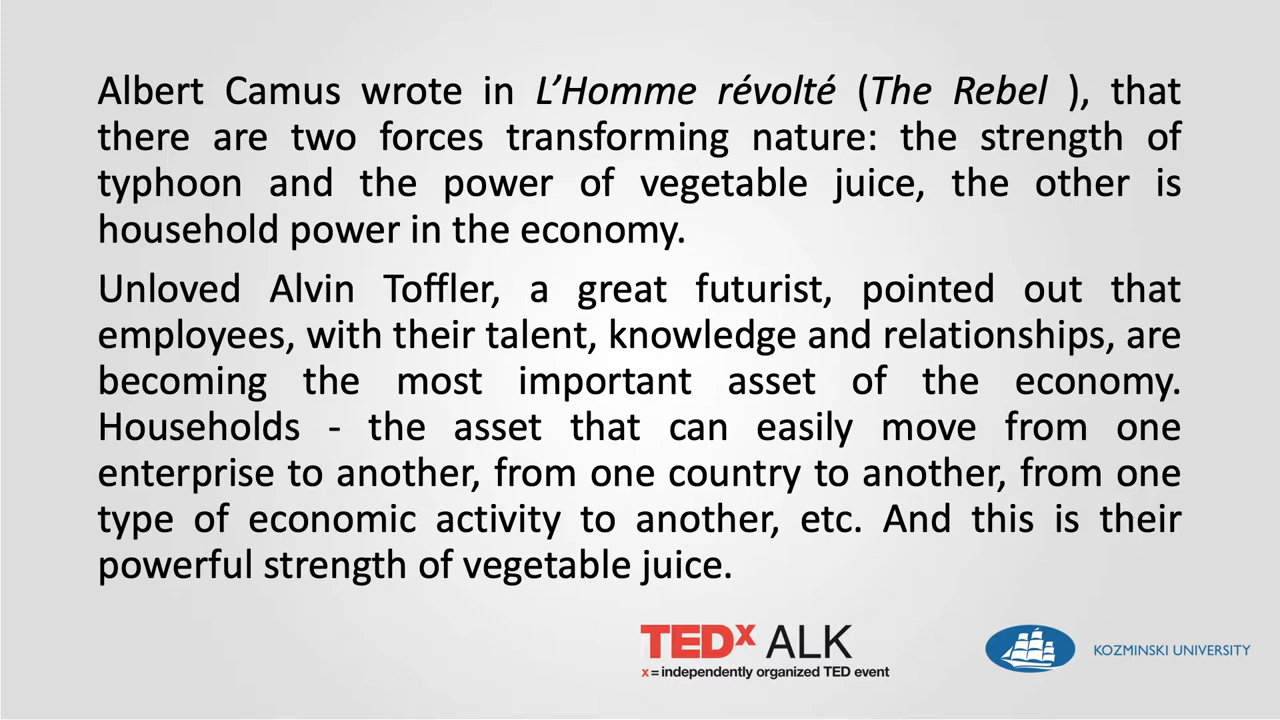 Albert Camus wrote in L’Homme révolté (The Rebel ), that
there are two forces transforming nature: the strength of
typhoon and the power of vegetable juice, the other is
household power in the economy.
Unloved Alvin Toffler, a great futurist, pointed out that
employees, with their talent, knowledge and relationships, are
becoming the most important asset of the economy.
Households - the asset that can easily move from one
enterprise to another, from one country to another, from one
type of economic activity to another, etc. And this is their
powerful strength of vegetable juice.
TEDx ALK
x = independently organized TED event
KOZMINSKI UNIVERSITY